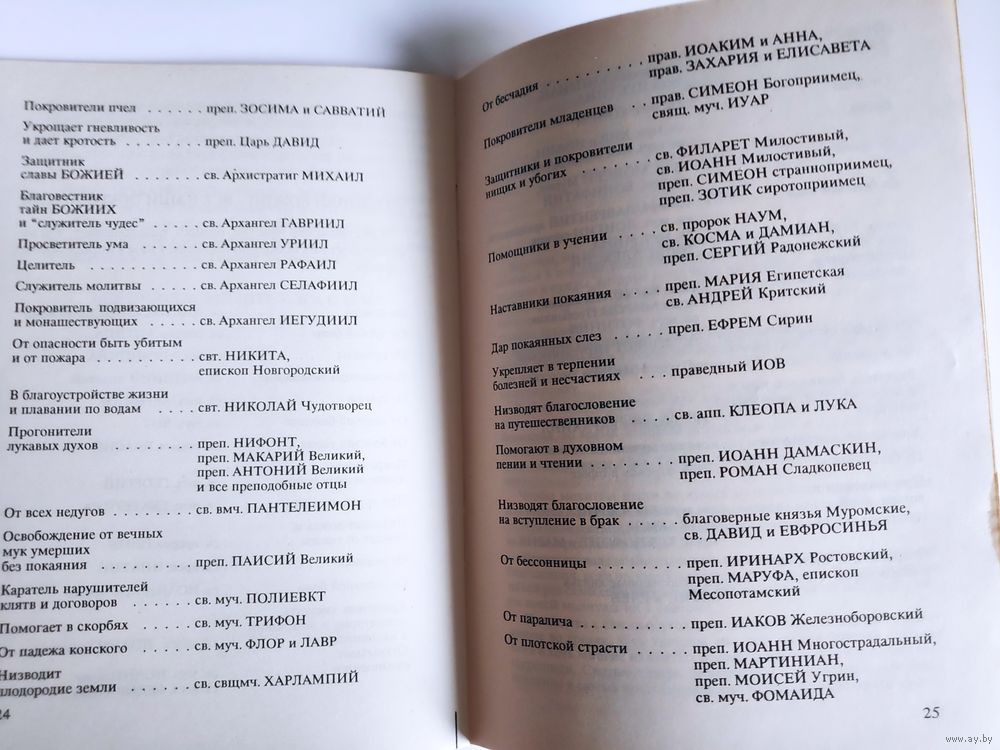 Покровители пчел . . . . . . преп. ЗОСИМА и САВВАТИЙ
Укрощает гневливость
и дает кротость . . . . . . . . преп. Царь ДАВИД
Защитник
славы БОЖИЕЙ . . . . . . . . св. Архистратиг МИХАИЛ
Благовестник
тайн БОЖИИХ
и “служитель чудес” . . . . . св. Архангел ГАВРИИЛ
Просветитель ума . . . . . св. Архангел УРИИЛ
Целитель . . . . . . . . . . . св. Архангел РАФАИЛ
Служитель молитвы . . . . . св. Архангел СЕЛАФИИЛ
Покровитель подвизающихся
и монашествующих . . . . . св. Архангел ИЕГУДИИЛ
От опасности быть убитым
и от пожара . . . . . . . . . . свт. НИКИТА,
епископ Новгородский
В благоустройстве жизни
и плавании по водам . . . . свт. НИКОЛАЙ Чудотворец
Прогонители
лукавых духов . . . . . . . . преп. НИФОНТ,
преп. МАКАРИЙ Великий,
преп. АНТОНИЙ Великий
и все преподобные отцы
От всех недугов . . . . . . . . св. вмч. ПАНТЕЛЕИМОН
Освобождение от вечных
мук умерших
без покаяния . . . . . . . . . . преп. ПАИСИЙ Великий
Каратель нарушителей
клятв и договоров . . . . . . . св. муч. ПОЛИЕВКТ
Помогает в скорбях . . . . . св. муч. ТРИФОН
От падежа конского . . . . . св. муч. ФЛОР и ЛАВР
Низводит
плодородие земли . . . . . . . св. свщмч. ХАРЛАМПИЙ
24
От бесчадия . . . . . . . . . . прав. ИОАКИМ и АННА,
прав. ЗАХАРИЯ и ЕЛИСАВЕТА
Покровители младенцев . . . прав. СИМЕОН Богоприимец,
свящ. муч. ИУАР
Защитники и покровители
нищих и убогих . . . . . . . . св. ФИЛАРЕТ Милостивый,
св. ИОАНН Милостивый,
преп. СИМЕОН странноприимец,
преп. ЗОТИК сиротоприимец
Помощники в учении . . . . св. пророк НАУМ,
св. КОСМА и ДАМИАН,
преп. СЕРГИЙ Радонежский
Наставники покаяния . . . . преп. МАРИЯ Египетская
св. АНДРЕЙ Критский
Дар покаянных слез . . . . . преп. ЕФРЕМ Сирин
Укрепляет в терпении
болезней и несчастиях . . . праведный ИОВ
Низводят благословение
на путешественников . . . . св. апп. КЛЕОПА и ЛУКА
Помогают в духовном
пении и чтении . . . . . . . . преп. ИОАНН ДАМАСКИН,
преп. РОМАН Сладкопевец
Низводят благословение
на вступление в брак . . . . . благоверные князья Муромские,
св. ДАВИД и ЕВФРОСИНЬЯ
От бессонницы . . . . . . . . преп. ИРИНАРХ Ростовский,
преп. МАРУФА, епископ
Месопотамский
От паралича . . . . . . . . . . преп. ИАКОВ Железноборовский
От плотской страсти . . . . . преп. ИОАНН Многострадальный,
преп. МАРТИНИАН,
преп. МОИСЕЙ Угрин,
св. муч. ФОМАИДА
25
www.ay.by